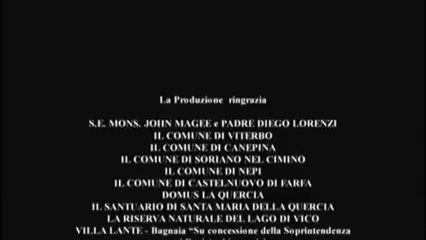 La Produzione ringrazia
S.E. MONS. JOHN MAGEE e PADRE DIEGO LORENZI
IL COMUNE DI VITERBO
IL COMUNE DI CANEPINA
IL COMUNE DI SORIANO NEL CIMINO
IL COMUNE DI NEPI
IL COMUNE DI CASTELNUOVO DI FARFA
DOMUS LA QUERCIA
IL SANTUARIO DI SANTA MARIA DELLA QUERCIA
LA RISERVA NATURALE DEL LAGO DI VICO
VILLA LANTE - Bagnaia “Su concessione della Soprintendenza